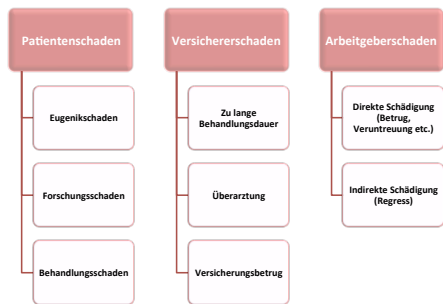 Patientenschaden
Eugenikschaden
Forschungsschaden
Behandlungsschaden
Versichererschaden
Zu lange
Behandlungsdauer
Überarztung
Versicherungsbetrug
Arbeitgeberschaden
Direkte Schädigung
(Betrug,
Veruntreuung etc.)
Indirekte Schädigung
(Regress)